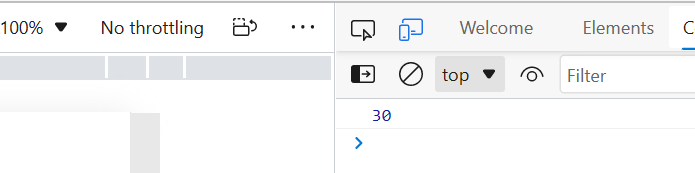 100% No throttling
Welcome Elements C
top Filter
30